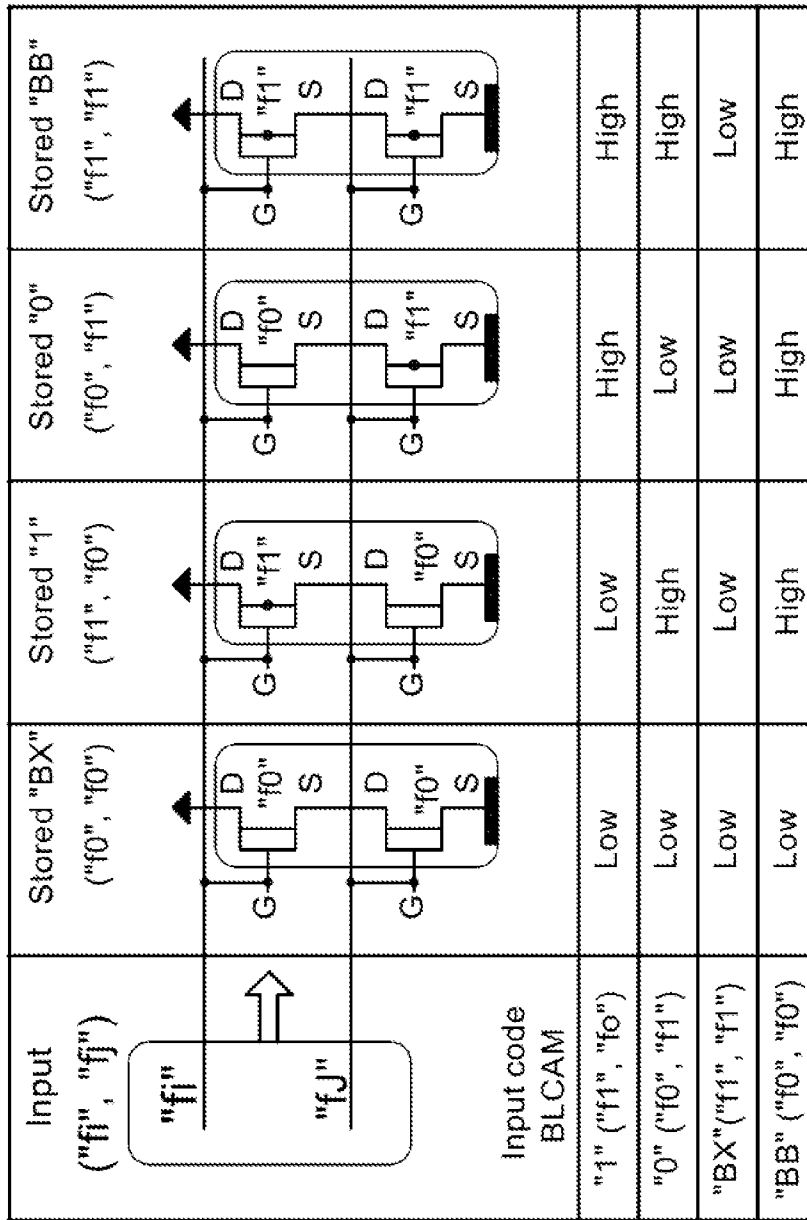 Input
("fi" , "fj")
Stored "BX"
("f0", "f0")
Stored "1"
("f1", "f0")
Stored "0"
("f0", "f1")
Stored "BB"
("f1", "f1")
"fi"
"fJ"
G
D
"f0"
S
G
D
"f0"
S
G
D
"f1"
S
G
D
"f0"
S
G
D
"f0"
S
G
D
"f1"
S
G
D
"f1"
S
G
D
"f1"
S
Input code
BLCAM
"1" ("f1", "fo") Low Low High High
"0" ("f0", "f1") Low High Low High
"BX"("f1", "f1") Low Low Low Low
"BB" ("f0", "f0") Low High High High